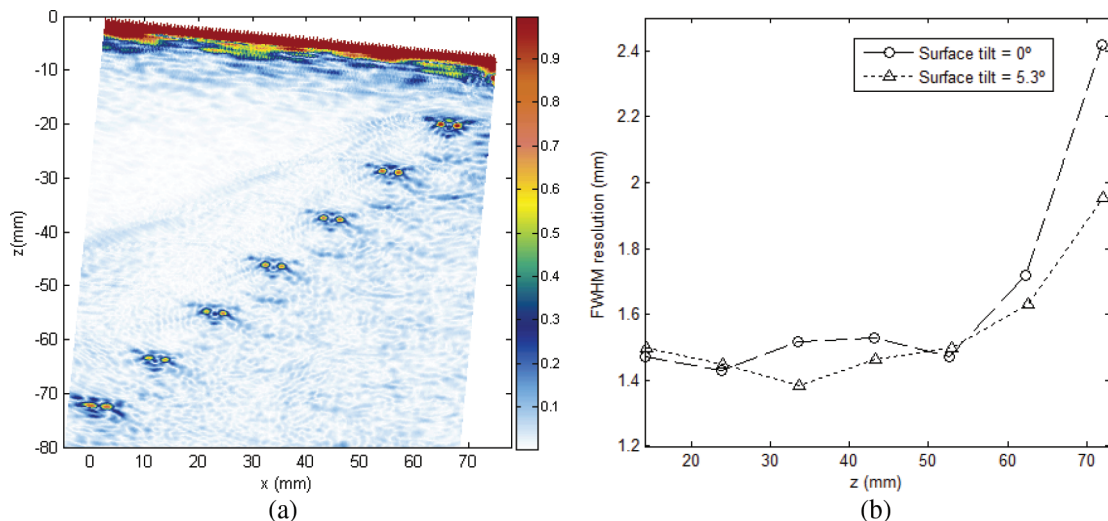 0
-10
-20
-30
-40
-50
-60
-70
-80
z(mm)
0 10 20 30 40 50 60 70
x (mm)
0.9
0.8
0.7
0.6
0.5
0.4
0.3
0.2
0.1
(a)
2.4
2.2
2
1.8
1.6
1.4
1.2
FWHM resolution (mm)
Surface tilt = 0º
Surface tilt = 5.3º
20 30 40 50 60 70
z (mm)
(b)